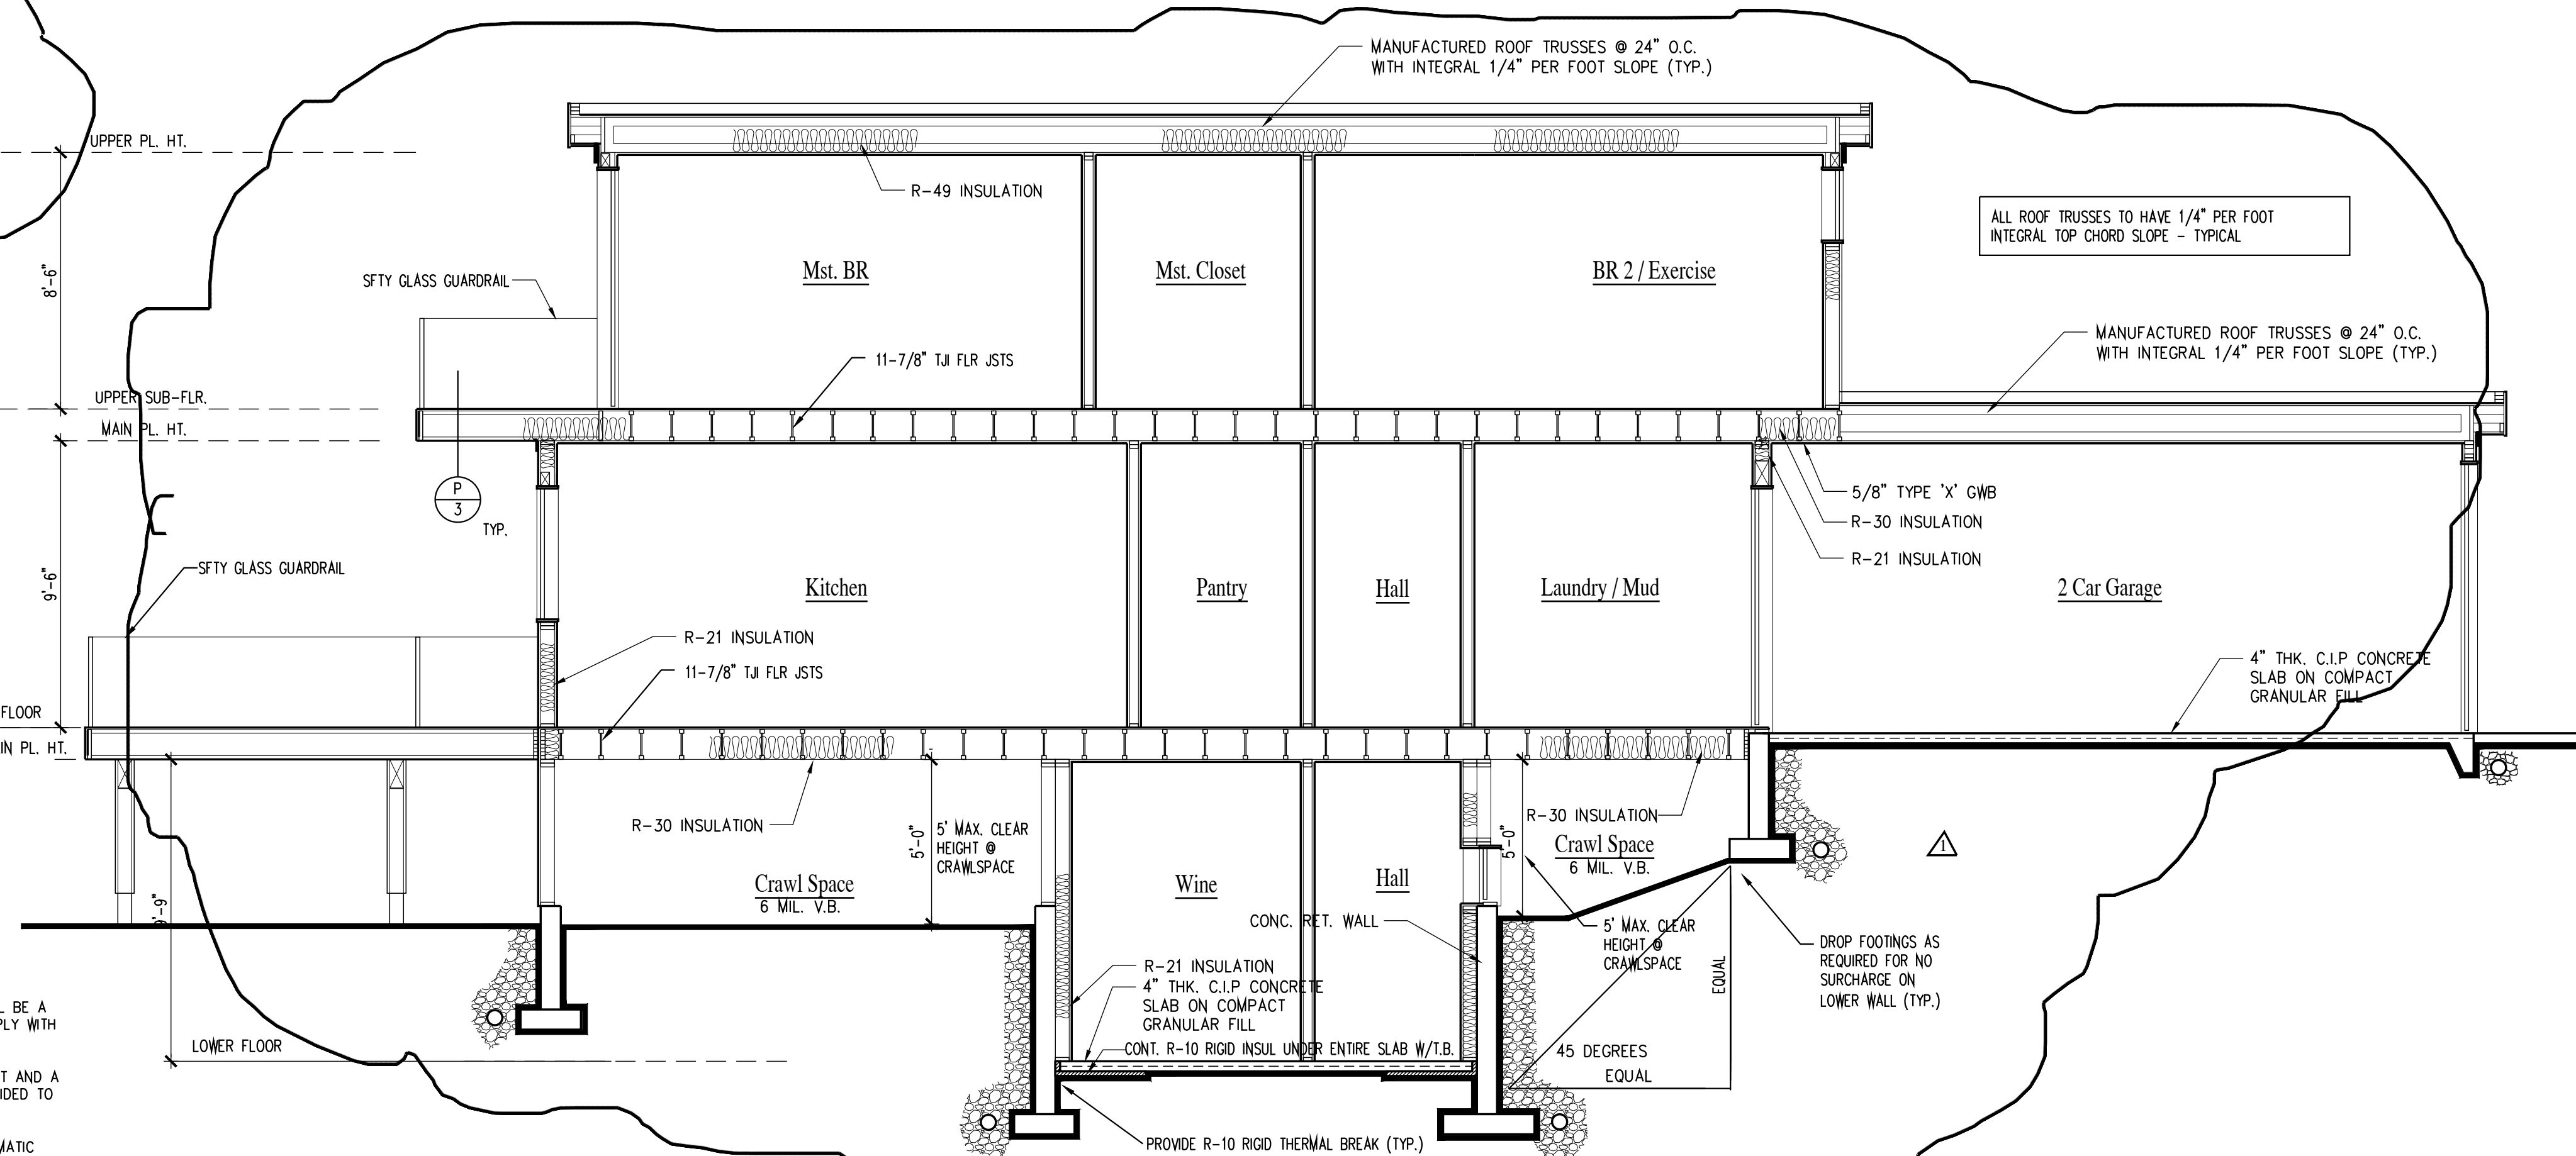 MANUFACTURED ROOF TRUSSES @ 24" O.C.
WITH INTEGRAL 1/4" PER FOOT SLOPE (TYP.)
UPPER PL. HT.
R-49 INSULATION
ALL ROOF TRUSSES TO HAVE 1/4" PER FOOT
INTEGRAL TOP CHORD SLOPE - TYPICAL
8'-6"
SFTY GLASS GUARDRAIL
Mst. BR
Mst. Closet
BR 2 / Exercise
MANUFACTURED ROOF TRUSSES @ 24" O.C.
WITH INTEGRAL 1/4" PER FOOT SLOPE (TYP.)
11-7/8" TJI FLR JSTS
UPPER SUB-FLR.
MAIN PL. HT.
P
3
TYP.
5/8" TYPE 'X' GWB
R-30 INSULATION
R-21 INSULATION
9'-6"
SFTY GLASS GUARDRAIL
Kitchen
Pantry
Hall
Laundry / Mud
2 Car Garage
R-21 INSULATION
11-7/8" TJI FLR JSTS
4" THK. C.I.P CONCRETE
SLAB ON COMPACT
GRANULAR FILL
FLOOR
IN PL. HT.
R-30 INSULATION
5'-0"
5' MAX. CLEAR
HEIGHT @
CRAWLSPACE
R-30 INSULATION
5'-0"
Crawl Space
6 MIL. V.B.
1
Crawl Space
6 MIL. V.B.
Wine
Hall
9'-9"
CONC. RET. WALL
5' MAX. CLEAR
HEIGHT @
CRAWLSPACE
EQUAL
DROP FOOTINGS AS
REQUIRED FOR NO
SURCHARGE ON
LOWER WALL (TYP.)
R-21 INSULATION
4" THK. C.I.P CONCRETE
SLAB ON COMPACT
GRANULAR FILL
L BE A
PLY WITH
LOWER FLOOR
CONT. R-10 RIGID INSUL UNDER ENTIRE SLAB W/T.B.
45 DEGREES
EQUAL
T AND A
IDED TO
PROVIDE R-10 RIGID THERMAL BREAK (TYP.)
MATIC